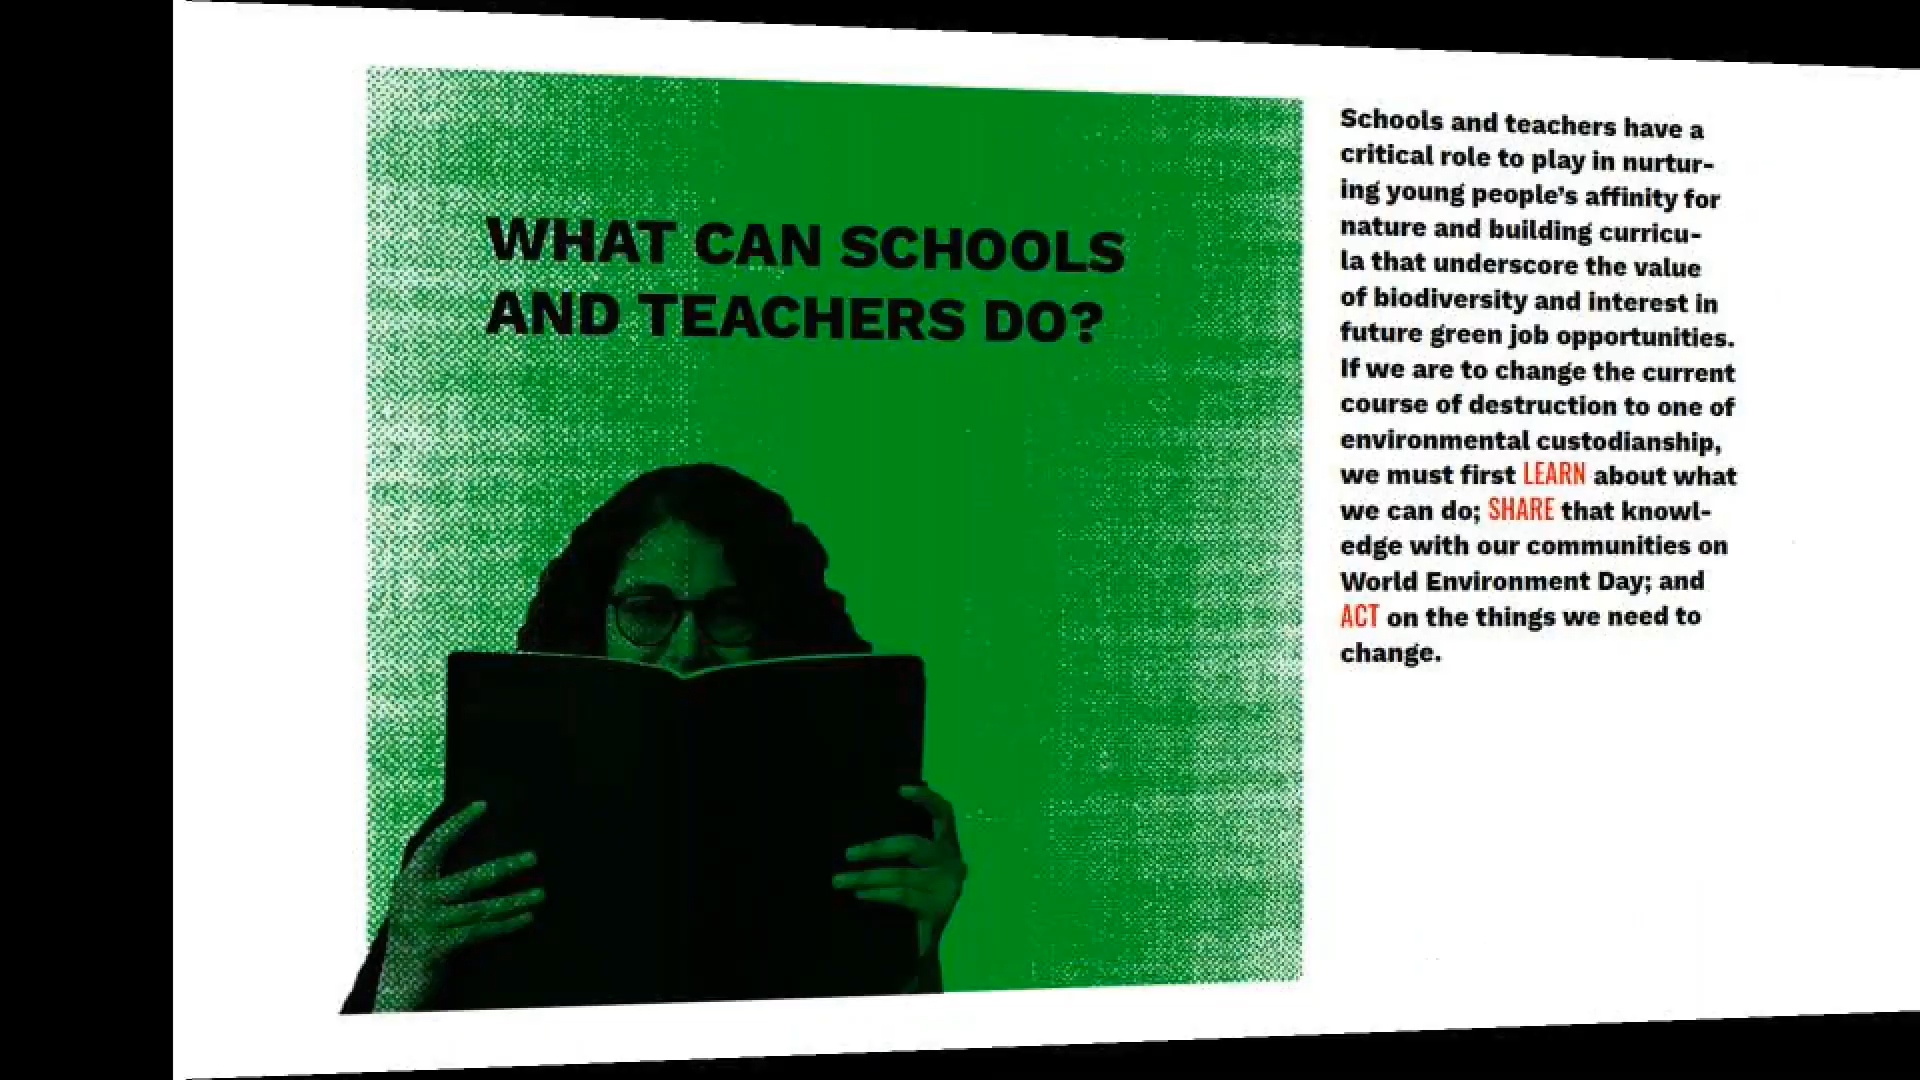 WHAT CAN SCHOOLS
AND TEACHERS DO?
Schools and teachers have a
critical role to play in nurtur-
ing young people's affinity for
nature and building curricu-
la that underscore the value
of biodiversity and interest in
future green job opportunities.
If we are to change the current
course of destruction to one of
environmental custodianship,
we must first LEARN about what
we can do; SHARE that knowl-
edge with our communities on
World Environment Day; and
ACT on the things we need to
change.